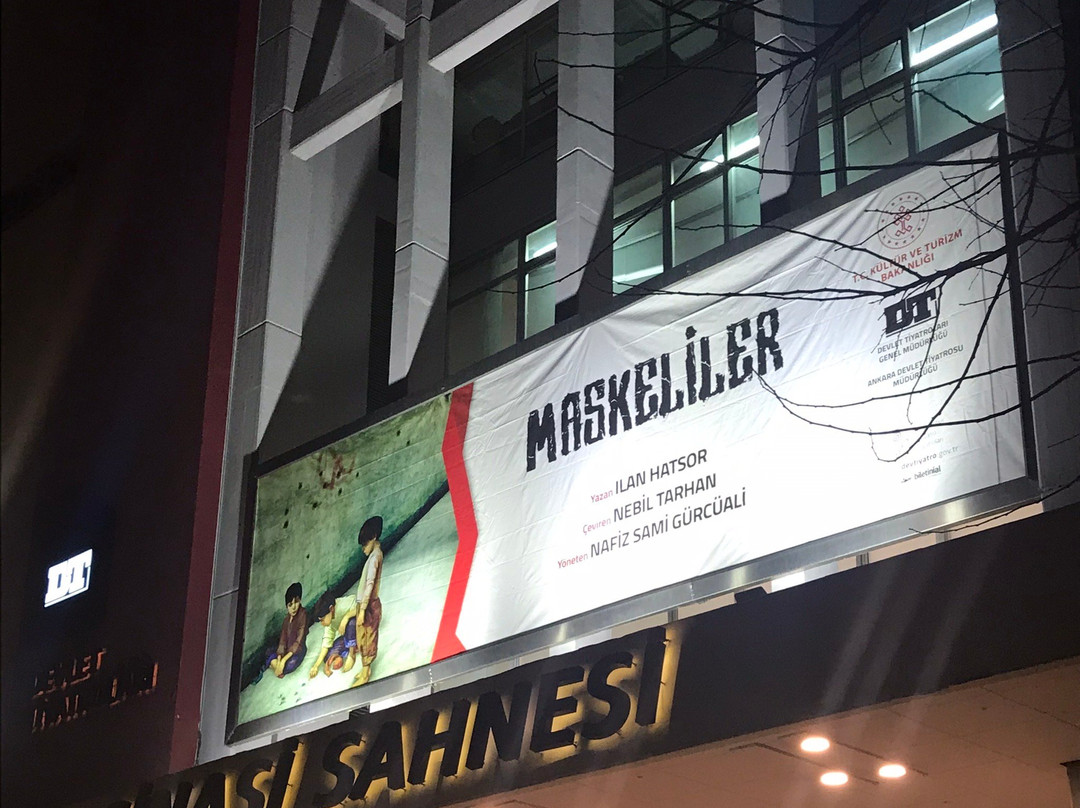 MASKELİLER
Yazan ILAN HATSOR
Çeviren NEBİL TARHAN
Yöneten NAFİZ SAMİ GÜRCÜALİ
T.C. KÜLTÜR VE TURİZM
BAKANLIĞI
DT
DEVLET TİYATROLARI
GENEL MÜDÜRLÜĞÜ
ANKARA DEVLET TİYATROSU
MÜDÜRLÜĞÜ
devtiyatro.gov.tr
biletinial
DEVLET
SAHNESİ